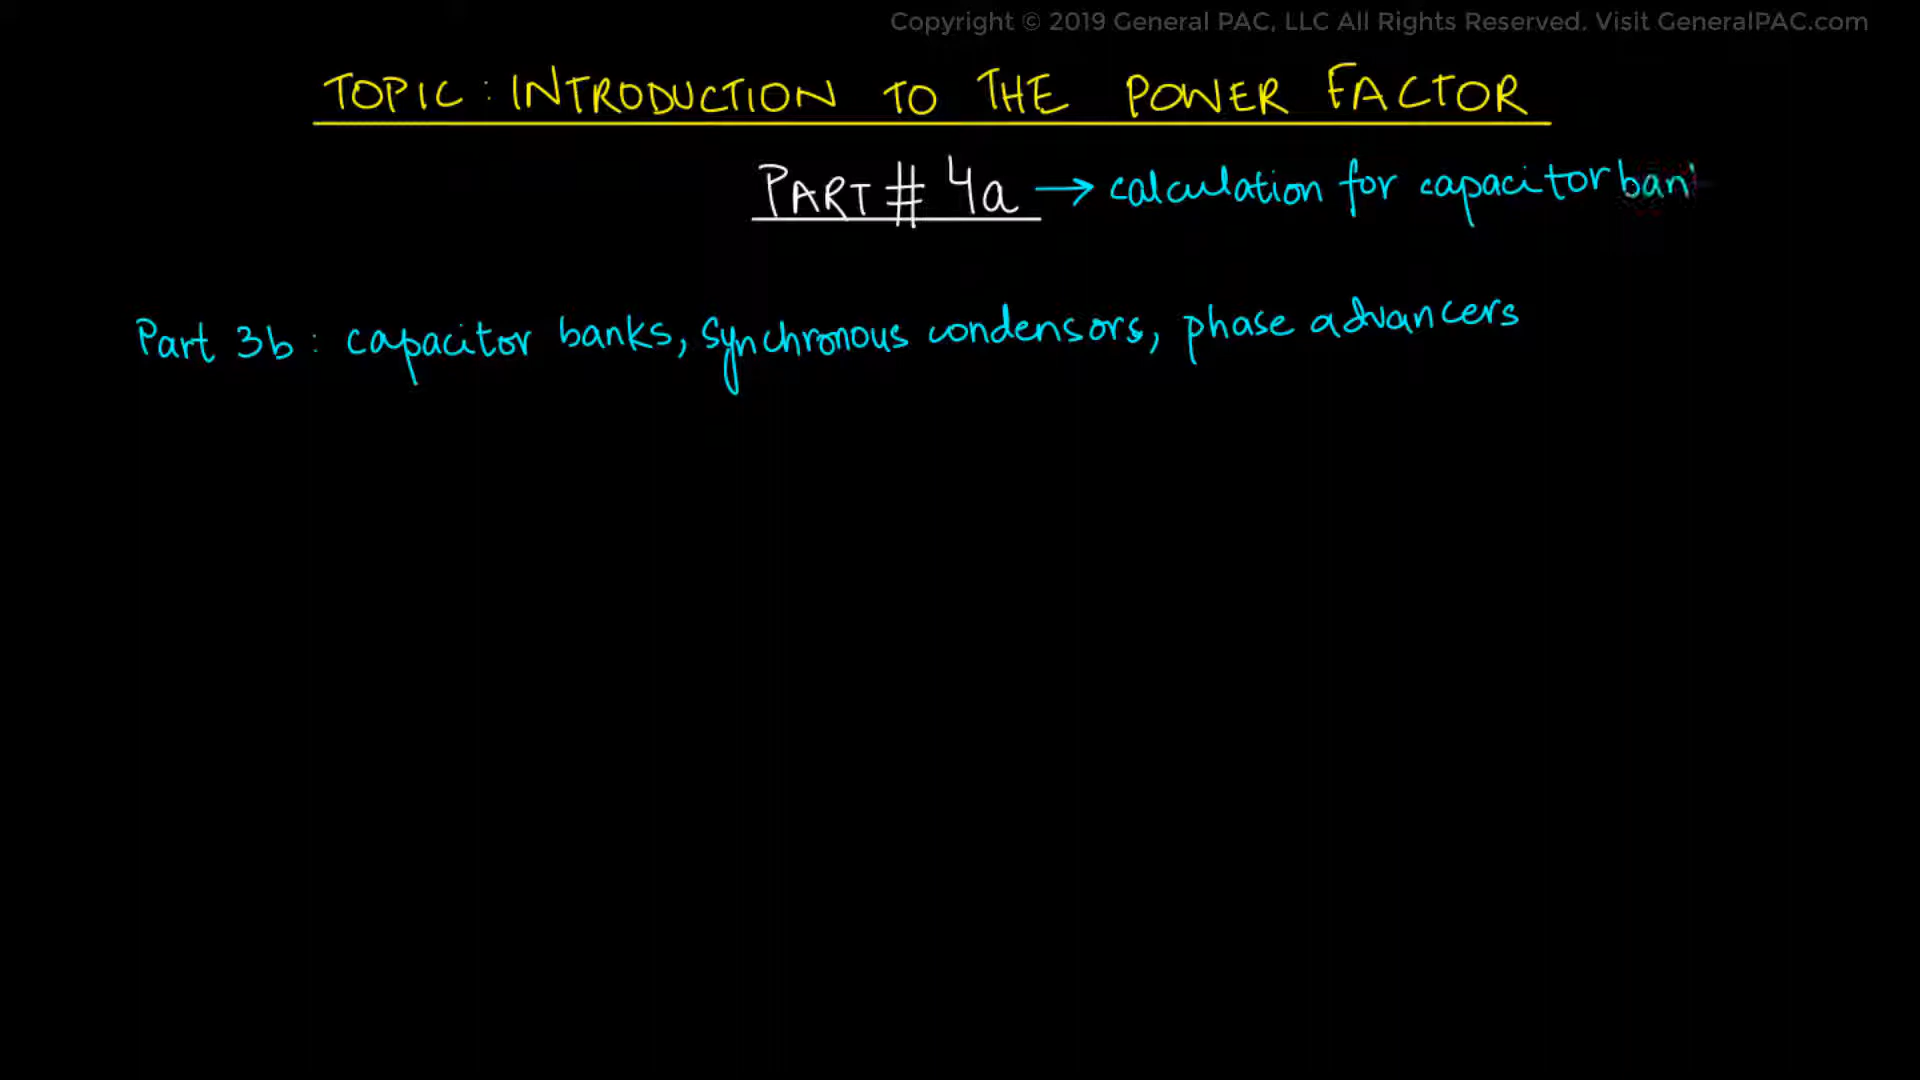 Copyright © 2019 General PAC, LLC All Rights Reserved. Visit GeneralPAC.com
TOPIC : INTRODUCTION TO THE POWER FACTOR
PART # 4a → calculation for capacitor ban
Part 3b : capacitor banks, synchronous condensors, phase advancers